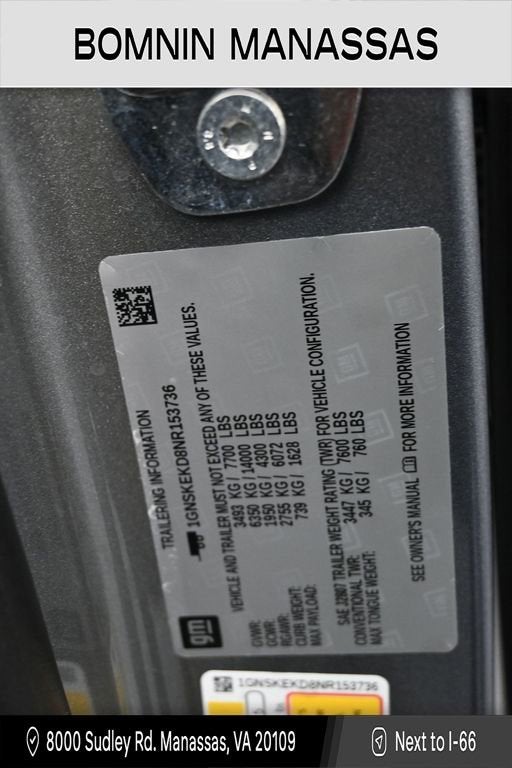 BOMNIN MANASSAS
TRAILERING INFORMATION
1GNSKEKD8NR153736
VEHICLE AND TRAILER MUST NOT EXCEED ANY OF THESE VALUES.
GVWR: 3493 KG / 7700 LBS
GCWR: 6350 KG / 14000 LBS
RGAWR: 1950 KG / 4300 LBS
CURB WEIGHT: 2755 KG / 6072 LBS
MAX PAYLOAD: 739 KG / 1628 LBS
SAE J2807 TRAILER WEIGHT RATING (TWR) FOR VEHICLE CONFIGURATION.
CONVENTIONAL TWR: 3447 KG / 7600 LBS
MAX TONGUE WEIGHT: 345 KG / 760 LBS
SEE OWNER'S MANUAL FOR MORE INFORMATION
gm
1GNSKEKD8NR153736
8000 Sudley Rd. Manassas, VA 20109
Next to I-66